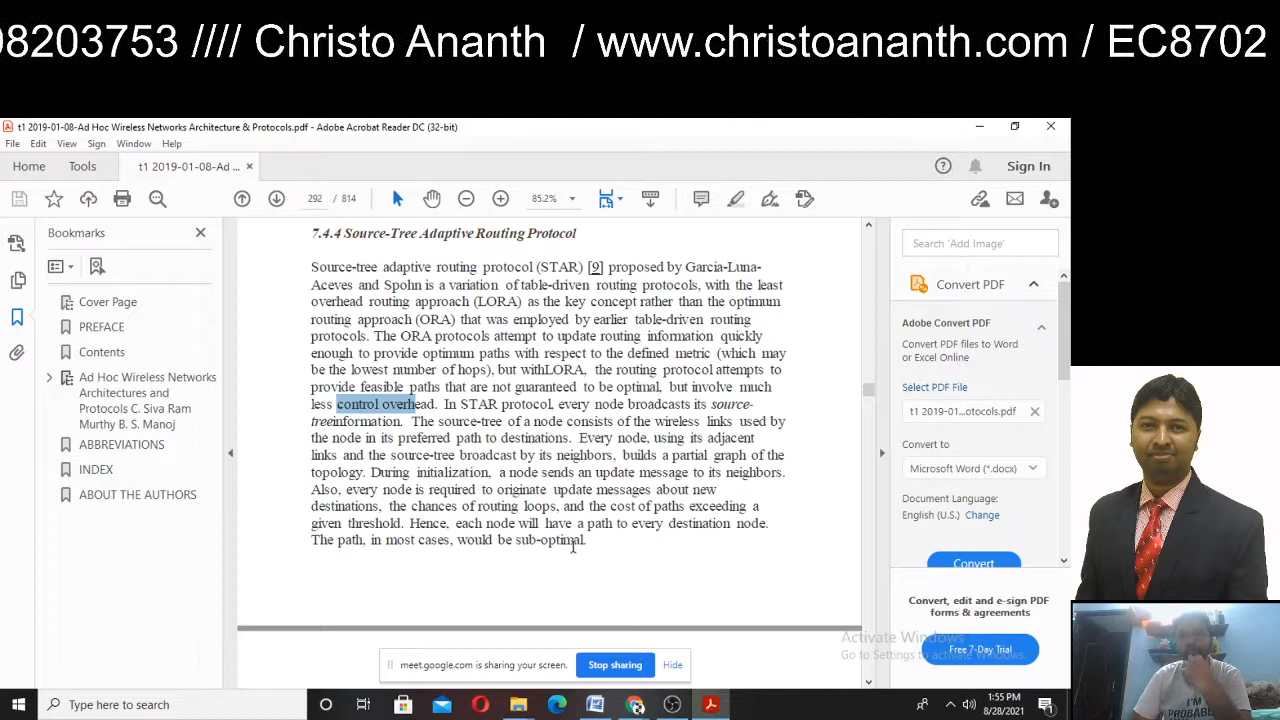 98203753 //// Christo Ananth / www.christoananth.com / EC8702
t1 2019-01-08-Ad Hoc Wireless Networks Architecture & Protocols.pdf - Adobe Acrobat Reader DC (32-bit)
File Edit View Sign Window Help
Home Tools t1 2019-01-08-Ad ... × Sign In
292 / 814 85.2%
Bookmarks
Cover Page
PREFACE
Contents
Ad Hoc Wireless Networks
Architectures and
Protocols C. Siva Ram
Murthy B. S. Manoj
ABBREVIATIONS
INDEX
ABOUT THE AUTHORS
7.4.4 Source-Tree Adaptive Routing Protocol
Source-tree adaptive routing protocol (STAR) [9] proposed by Garcia-Luna-
Aceves and Spohn is a variation of table-driven routing protocols, with the least
overhead routing approach (LORA) as the key concept rather than the optimum
routing approach (ORA) that was employed by earlier table-driven routing
protocols. The ORA protocols attempt to update routing information quickly
enough to provide optimum paths with respect to the defined metric (which may
be the lowest number of hops), but withLORA, the routing protocol attempts to
provide feasible paths that are not guaranteed to be optimal, but involve much
less control overhead. In STAR protocol, every node broadcasts its source-
treeinformation. The source-tree of a node consists of the wireless links used by
the node in its preferred path to destinations. Every node, using its adjacent
links and the source-tree broadcast by its neighbors, builds a partial graph of the
topology. During initialization, a node sends an update message to its neighbors.
Also, every node is required to originate update messages about new
destinations, the chances of routing loops, and the cost of paths exceeding a
given threshold. Hence, each node will have a path to every destination node.
The path, in most cases, would be sub-optimal.
Search 'Add Image'
Convert PDF
Adobe Convert PDF
Convert PDF files to Word
or Excel Online
Select PDF File
t1 2019-01...otocols.pdf
Convert to
Microsoft Word (*.docx)
Document Language:
English (U.S.) Change
Convert
Convert, edit and e-sign PDF
forms & agreements
Free 7-Day Trial
Activate Windows
Go to Settings to activate Windows.
meet.google.com is sharing your screen. Stop sharing Hide
Type here to search
1:55 PM
8/28/2021
1
I'M
PROBABLY